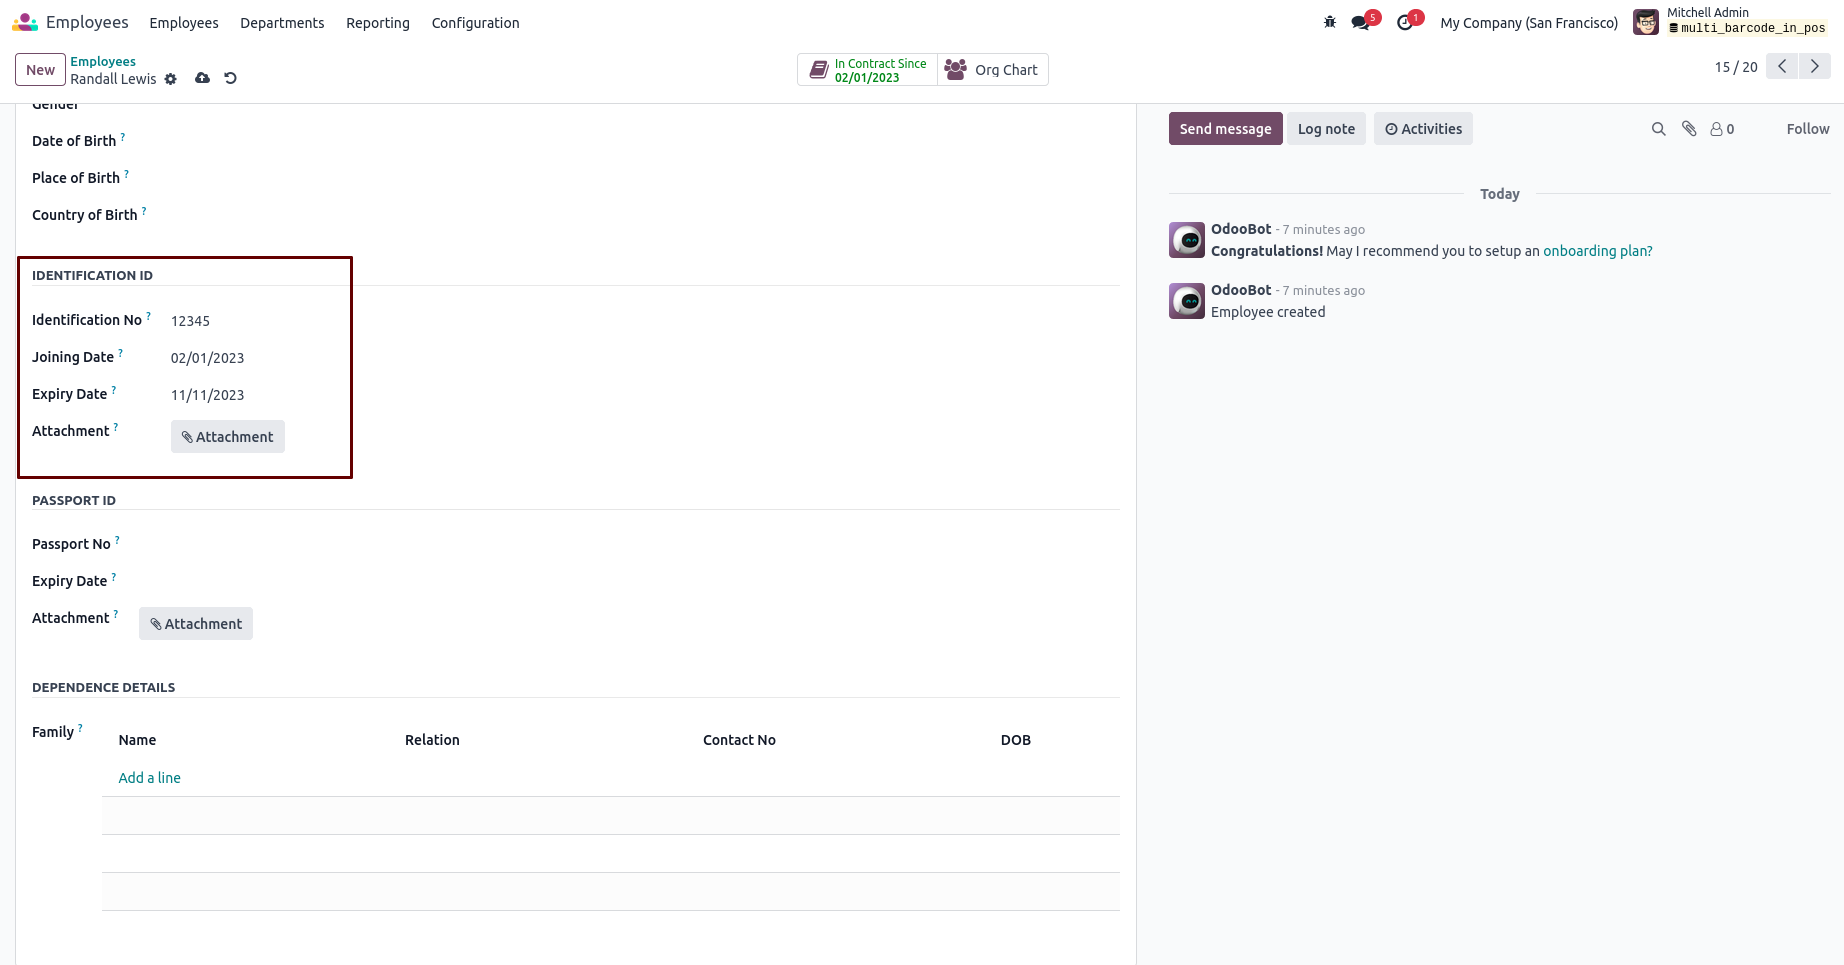 Employees Employees Departments Reporting Configuration 5 1 My Company (San Francisco) Mitchell Admin
multi_barcode_in_pos
New Employees
Randall Lewis
In Contract Since
02/01/2023
Org Chart
15 / 20
Gender
Date of Birth ?
Place of Birth ?
Country of Birth ?
IDENTIFICATION ID
Identification No ? 12345
Joining Date ? 02/01/2023
Expiry Date ? 11/11/2023
Attachment ? Attachment
PASSPORT ID
Passport No ?
Expiry Date ?
Attachment ? Attachment
DEPENDENCE DETAILS
Family ?
Name Relation Contact No DOB
Add a line
Send message Log note Activities 0 Follow
Today
OdooBot - 7 minutes ago
Congratulations! May I recommend you to setup an onboarding plan?
OdooBot - 7 minutes ago
Employee created